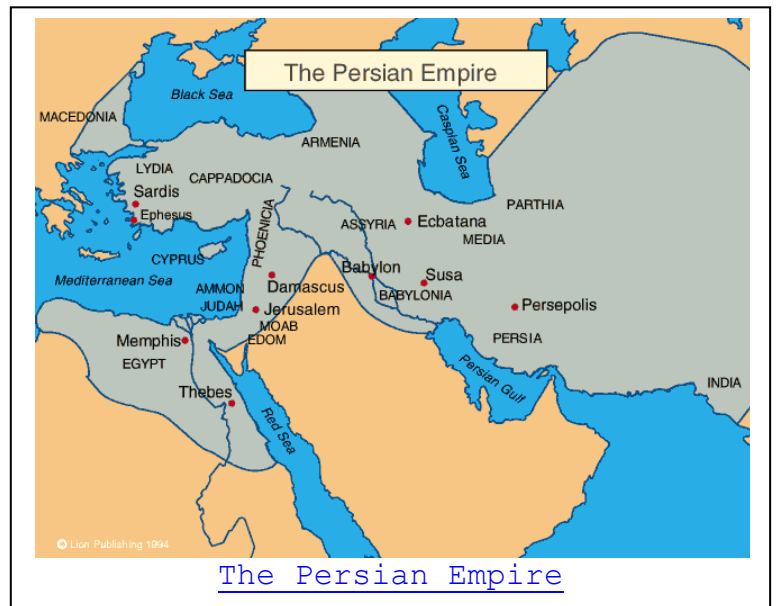 The Persian Empire
Black Sea
Caspian Sea
MACEDONIA
ARMENIA
LYDIA
CAPPADOCIA
Sardis
Ephesus
PARTHIA
ASSYRIA
Ecbatana
MEDIA
PHOENICIA
CYPRUS
Mediterranean Sea
AMMON
Damascus
Babylon
Susa
BABYLONIA
JUDAH
Jerusalem
Persepolis
MOAB
EDOM
Memphis
EGYPT
PERSIA
Persian Gulf
INDIA
Thebes
Red Sea
© Lion Publishing 1994
The Persian Empire